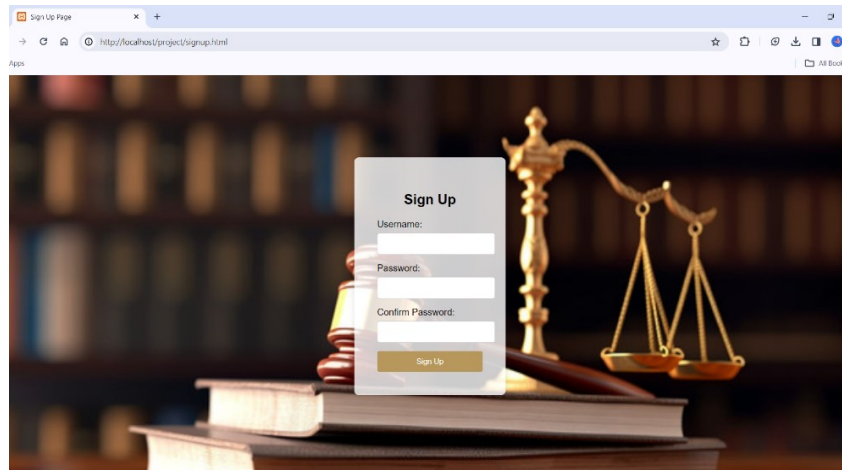 Sign Up Page
http://localhost/project/signup.html
Apps
All Book
Sign Up
Username:
Password:
Confirm Password:
Sign Up